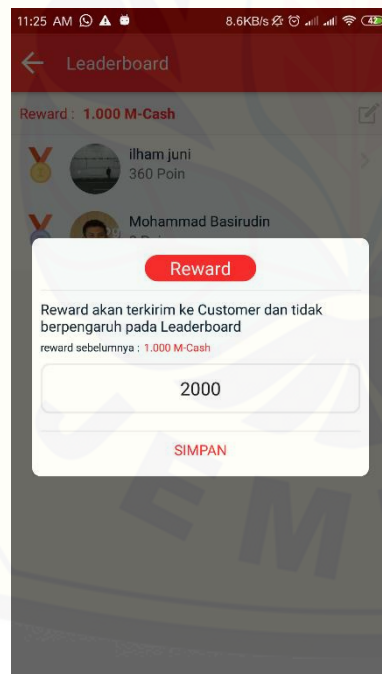 11:25 AM
8.6KB/s
42
Leaderboard
Reward : 1.000 M-Cash
ilham juni
360 Poin
Mohammad Basirudin
Reward
Reward akan terkirim ke Customer dan tidak
berpengaruh pada Leaderboard
reward sebelumnya : 1.000 M-Cash
2000
SIMPAN
J E M